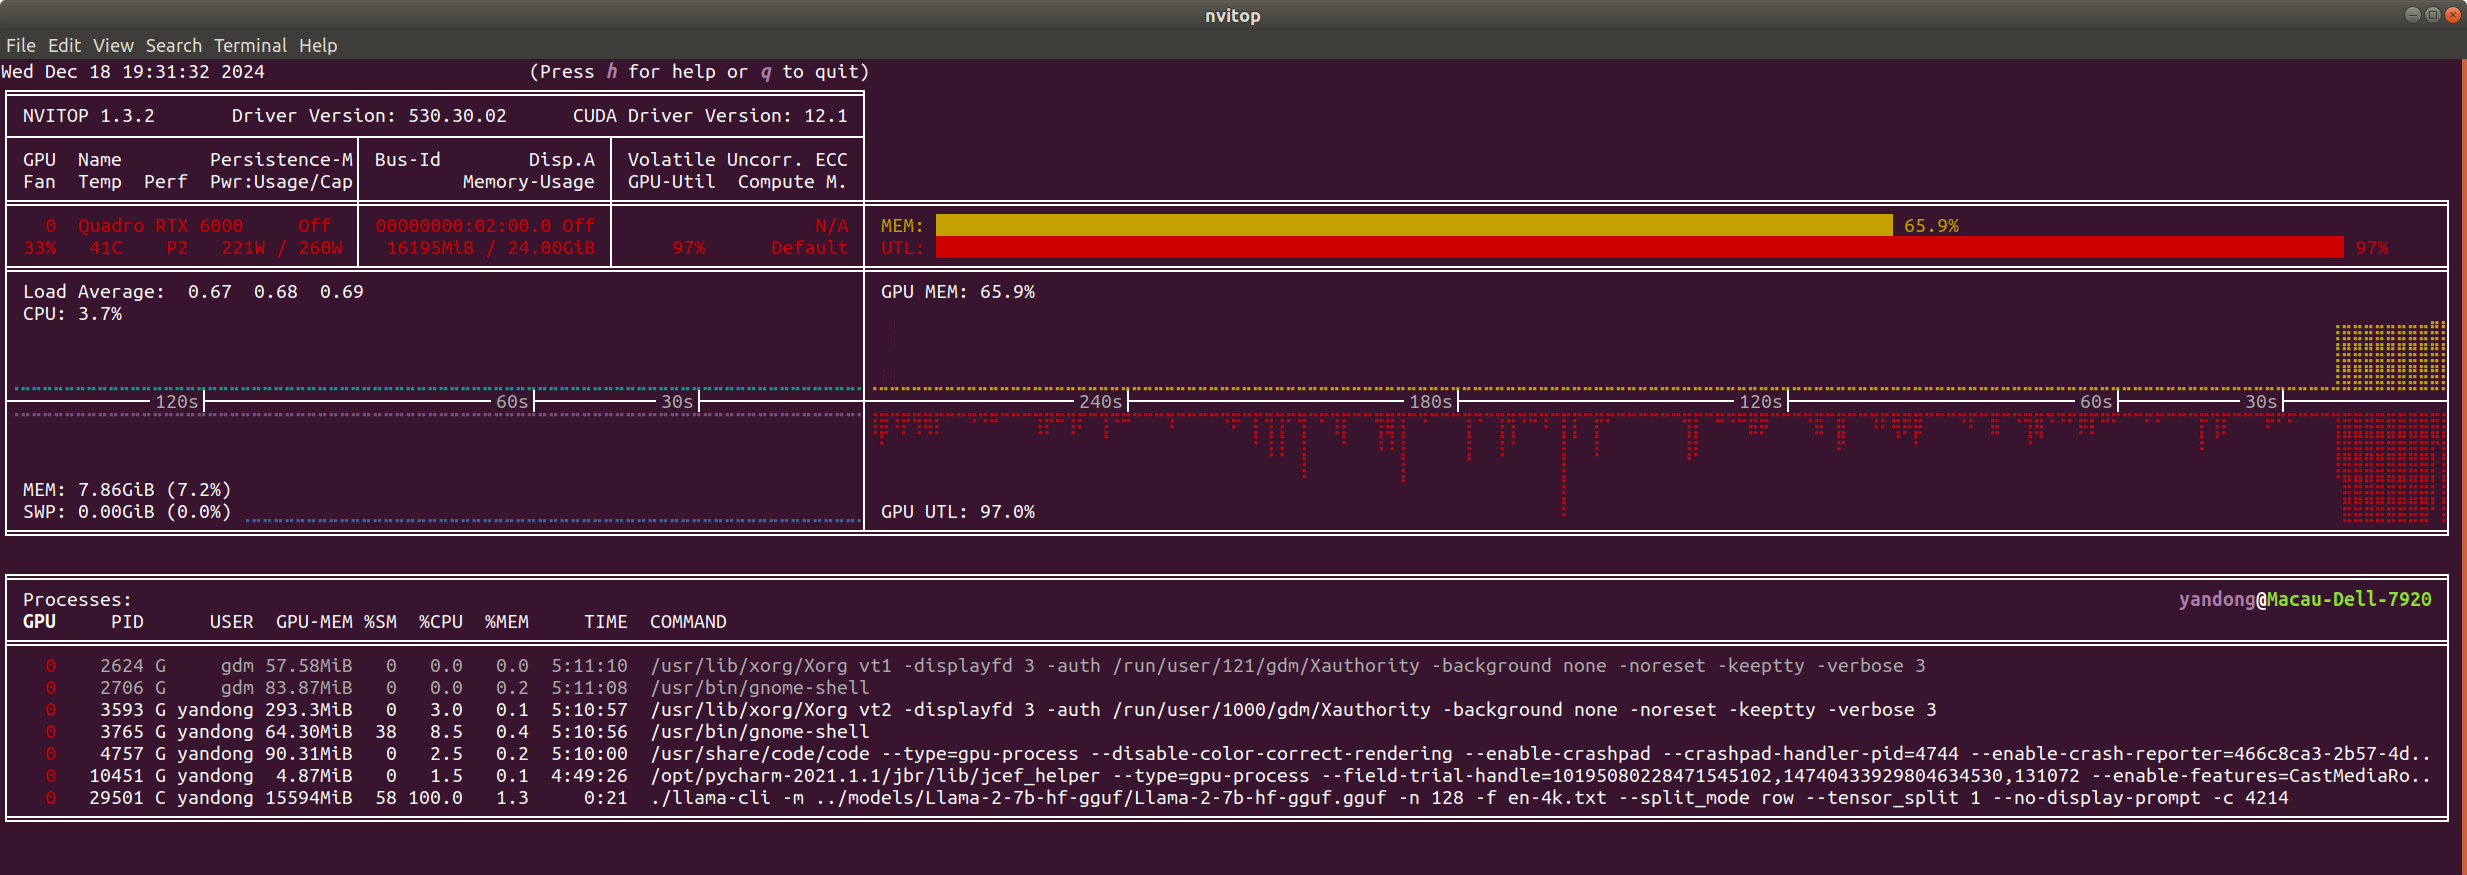 nvitop
File Edit View Search Terminal Help
Wed Dec 18 19:31:32 2024 (Press h for help or q to quit)
NVITOP 1.3.2 Driver Version: 530.30.02 CUDA Driver Version: 12.1
GPU Name Persistence-M Bus-Id Disp.A Volatile Uncorr. ECC
Fan Temp Perf Pwr:Usage/Cap Memory-Usage GPU-Util Compute M.
0 Quadro RTX 6000 Off 00000000:02:00.0 Off N/A MEM: 65.9%
33% 41C P2 221W / 260W 16195MiB / 24.00GiB 97% Default UTL: 97%
Load Average: 0.67 0.68 0.69 GPU MEM: 65.9%
CPU: 3.7%
120s 60s 30s 240s 180s 120s 60s 30s
MEM: 7.86GiB (7.2%)
SWP: 0.00GiB (0.0%) GPU UTL: 97.0%
Processes: yandong@Macau-Dell-7920
GPU PID USER GPU-MEM %SM %CPU %MEM TIME COMMAND
0 2624 G gdm 57.58MiB 0 0.0 0.0 5:11:10 /usr/lib/xorg/Xorg vt1 -displayfd 3 -auth /run/user/121/gdm/Xauthority -background none -noreset -keeptty -verbose 3
0 2706 G gdm 83.87MiB 0 0.0 0.2 5:11:08 /usr/bin/gnome-shell
0 3593 G yandong 293.3MiB 0 3.0 0.1 5:10:57 /usr/lib/xorg/Xorg vt2 -displayfd 3 -auth /run/user/1000/gdm/Xauthority -background none -noreset -keeptty -verbose 3
0 3765 G yandong 64.30MiB 38 8.5 0.4 5:10:56 /usr/bin/gnome-shell
0 4757 G yandong 90.31MiB 0 2.5 0.2 5:10:00 /usr/share/code/code --type=gpu-process --disable-color-correct-rendering --enable-crashpad --crashpad-handler-pid=4744 --enable-crash-reporter=466c8ca3-2b57-4d..
0 10451 G yandong 4.87MiB 0 1.5 0.1 4:49:26 /opt/pycharm-2021.1.1/jbr/lib/jcef_helper --type=gpu-process --field-trial-handle=10195080228471545102,14740433929804634530,131072 --enable-features=CastMediaRo..
0 29501 C yandong 15594MiB 58 100.0 1.3 0:21 ./llama-cli -m ../models/Llama-2-7b-hf-gguf/Llama-2-7b-hf-gguf.gguf -n 128 -f en-4k.txt --split_mode row --tensor_split 1 --no-display-prompt -c 4214